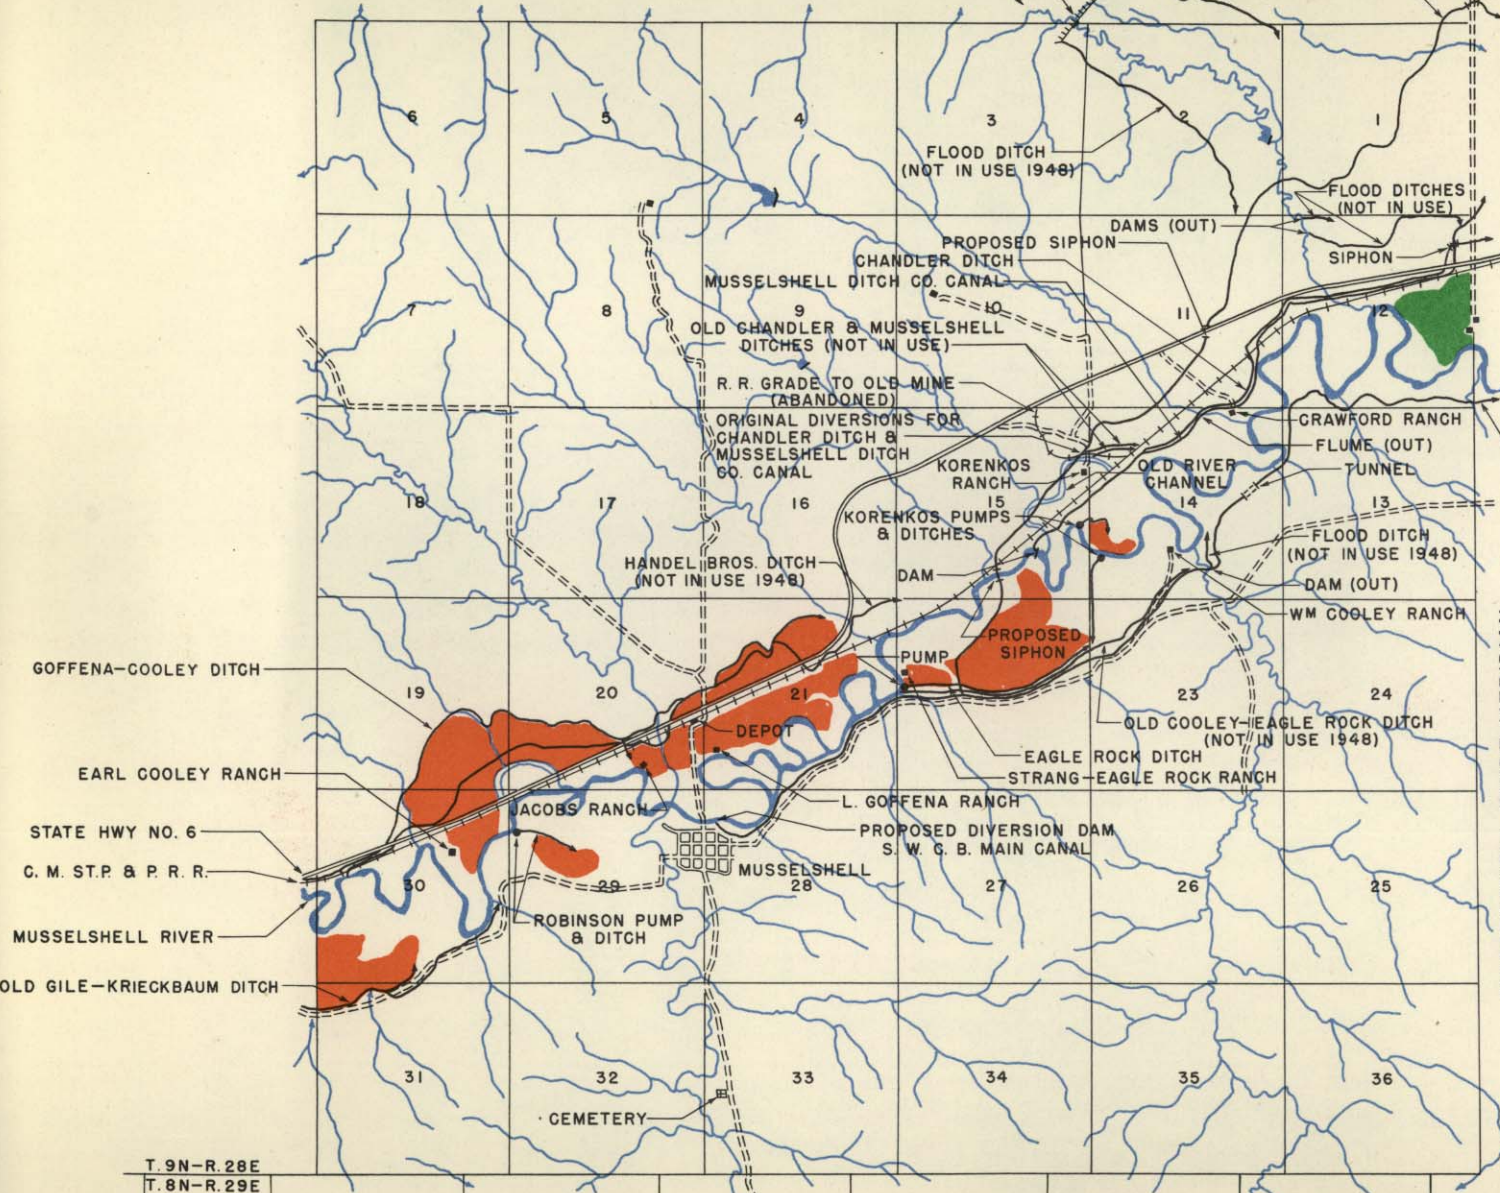 6
5
4
3
2
1
FLOOD DITCH
(NOT IN USE 1948)
FLOOD DITCHES
(NOT IN USE)
DAMS (OUT)
PROPOSED SIPHON
CHANDLER DITCH
SIPHON
MUSSELSHELL DITCH CO. CANAL
7
8
9
10
11
12
OLD CHANDLER & MUSSELSHELL
DITCHES (NOT IN USE)
R. R. GRADE TO OLD MINE
(ABANDONED)
ORIGINAL DIVERSIONS FOR
CHANDLER DITCH &
MUSSELSHELL DITCH
CO. CANAL
CRAWFORD RANCH
FLUME (OUT)
TUNNEL
KORENKOS
RANCH
OLD RIVER
CHANNEL
18
17
16
15
14
13
KORENKOS PUMPS
& DITCHES
FLOOD DITCH
(NOT IN USE 1948)
HANDEL BROS. DITCH
(NOT IN USE 1948)
DAM
DAM (OUT)
WM COOLEY RANCH
PROPOSED
SIPHON
PUMP
GOFFENA-COOLEY DITCH
19
20
21
23
24
DEPOT
OLD COOLEY-EAGLE ROCK DITCH
(NOT IN USE 1948)
EAGLE ROCK DITCH
STRANG-EAGLE ROCK RANCH
EARL COOLEY RANCH
JACOBS RANCH
L. GOFFENA RANCH
STATE HWY NO. 6
PROPOSED DIVERSION DAM
S. W. C. B. MAIN CANAL
C. M. ST.P. & P. R. R.
MUSSELSHELL
30
29
28
27
26
25
ROBINSON PUMP
& DITCH
MUSSELSHELL RIVER
OLD GILE-KRIECKBAUM DITCH
31
32
33
34
35
36
CEMETERY
T. 9N-R. 28E
T. 8N-R. 29E